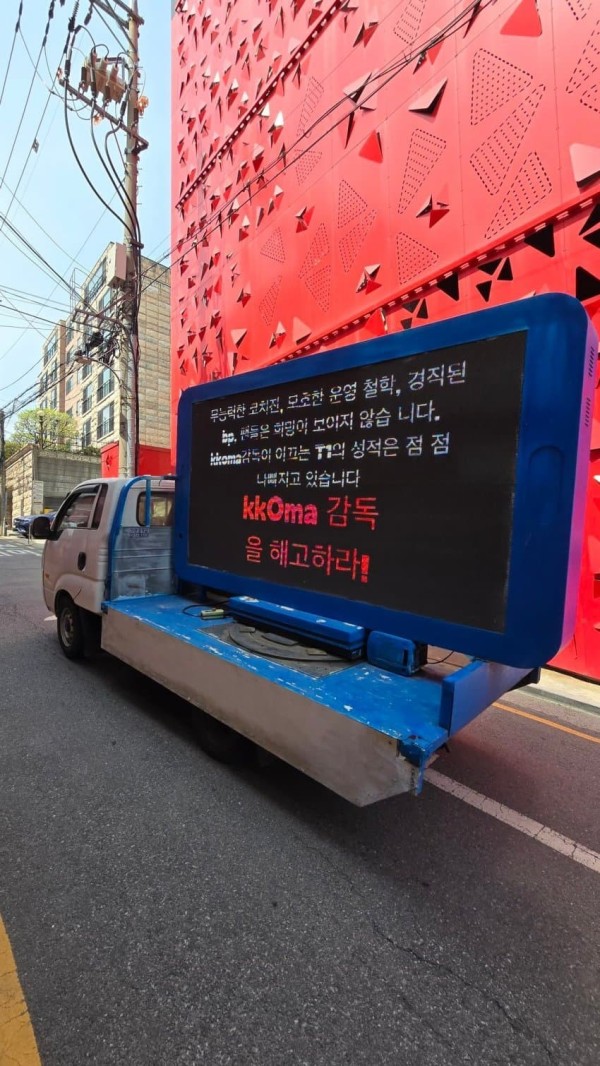 무능력한 코치진, 모호한 운영 철학, 경직된
bp. 팬들은 희망이 보이지 않습 니다.
kkoma감독이 이끄는 T1의 성적은 점 점
나빠지고 있습니다
kkOma 감독
을 해고하라!